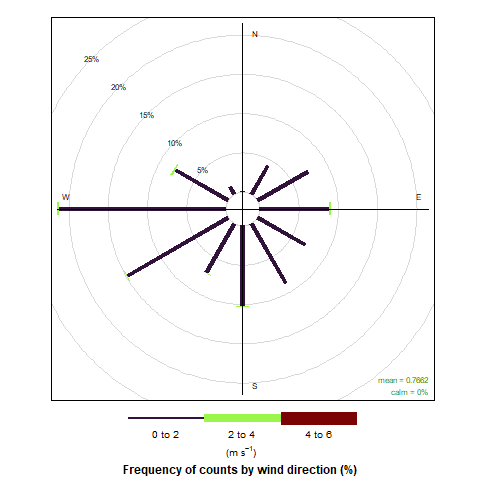 N
25%
20%
15%
10%
5%
W
E
S
mean = 0.7662
calm = 0%
0 to 2
2 to 4
4 to 6
(m s⁻¹)
Frequency of counts by wind direction (%)